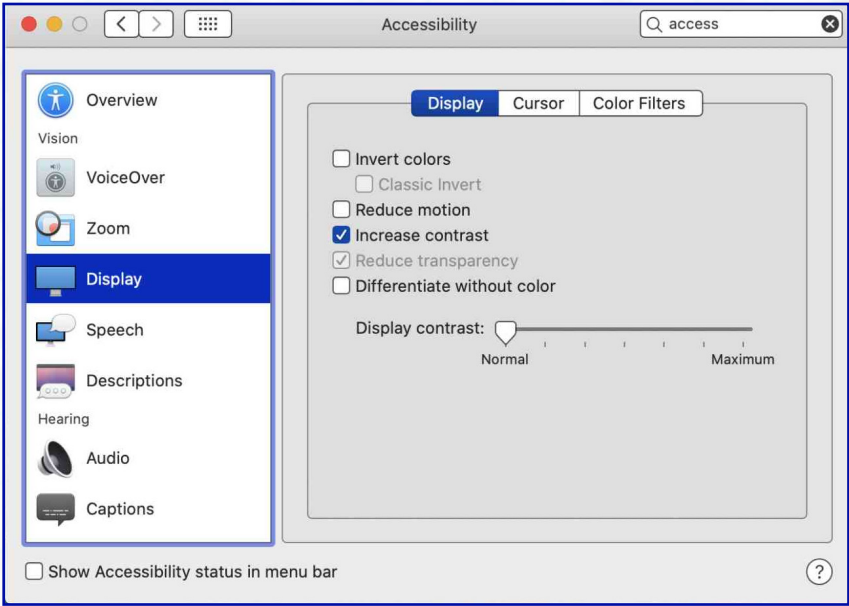 Accessibility
access
Overview
Vision
VoiceOver
Zoom
Display
Speech
Descriptions
Hearing
Audio
Captions
Display Cursor Color Filters
Invert colors
Classic Invert
Reduce motion
Increase contrast
Reduce transparency
Differentiate without color
Display contrast:
Normal Maximum
Show Accessibility status in menu bar
?